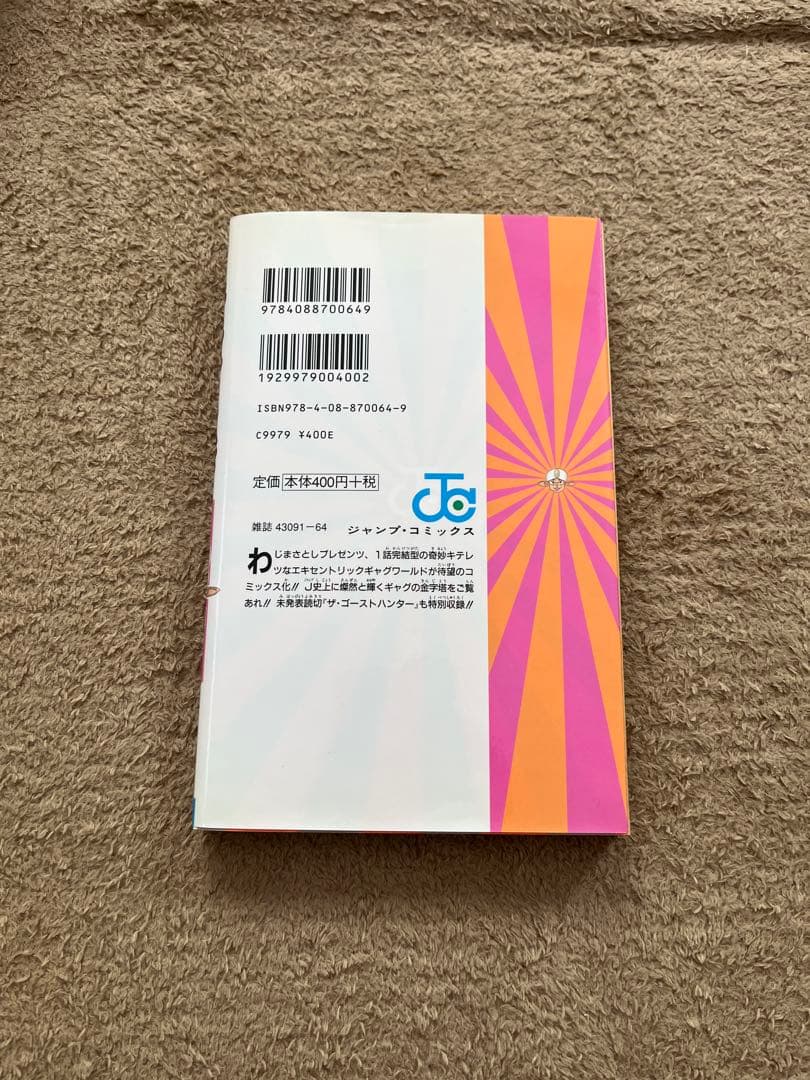 9784088700649
1929979004002
ISBN978-4-08-870064-9
C9979 ¥400E
定価 本体400円+税
JC
雑誌 43091-64
ジャンプ・コミックス
わじまさとしプレゼンツ、1話完結型の奇妙キテレ
ツなエキセントリックギャグワールドが待望のコ
ミックス化!! J史上に燦然と輝くギャグの金字塔をご覧
あれ!! 未発表読切『ザ・ゴーストハンター』も特別収録!!